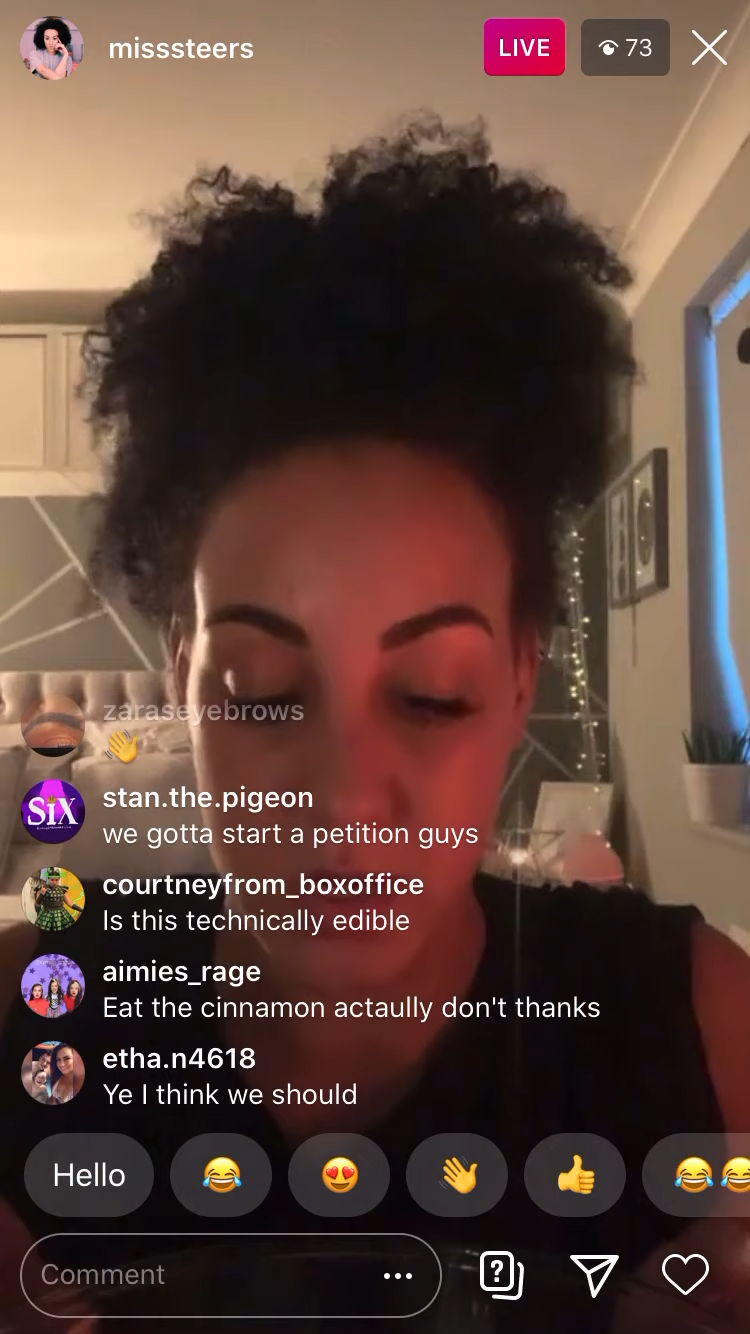 misssteers
LIVE
73
zaraseyebrows
👋
stan.the.pigeon
SIX
we gotta start a petition guys
courtneyfrom_boxoffice
Is this technically edible
aimies_rage
Eat the cinnamon actaully don't thanks
etha.n4618
Ye I think we should
Hello
😂
😍
👋
👍
😂😂
Comment
?